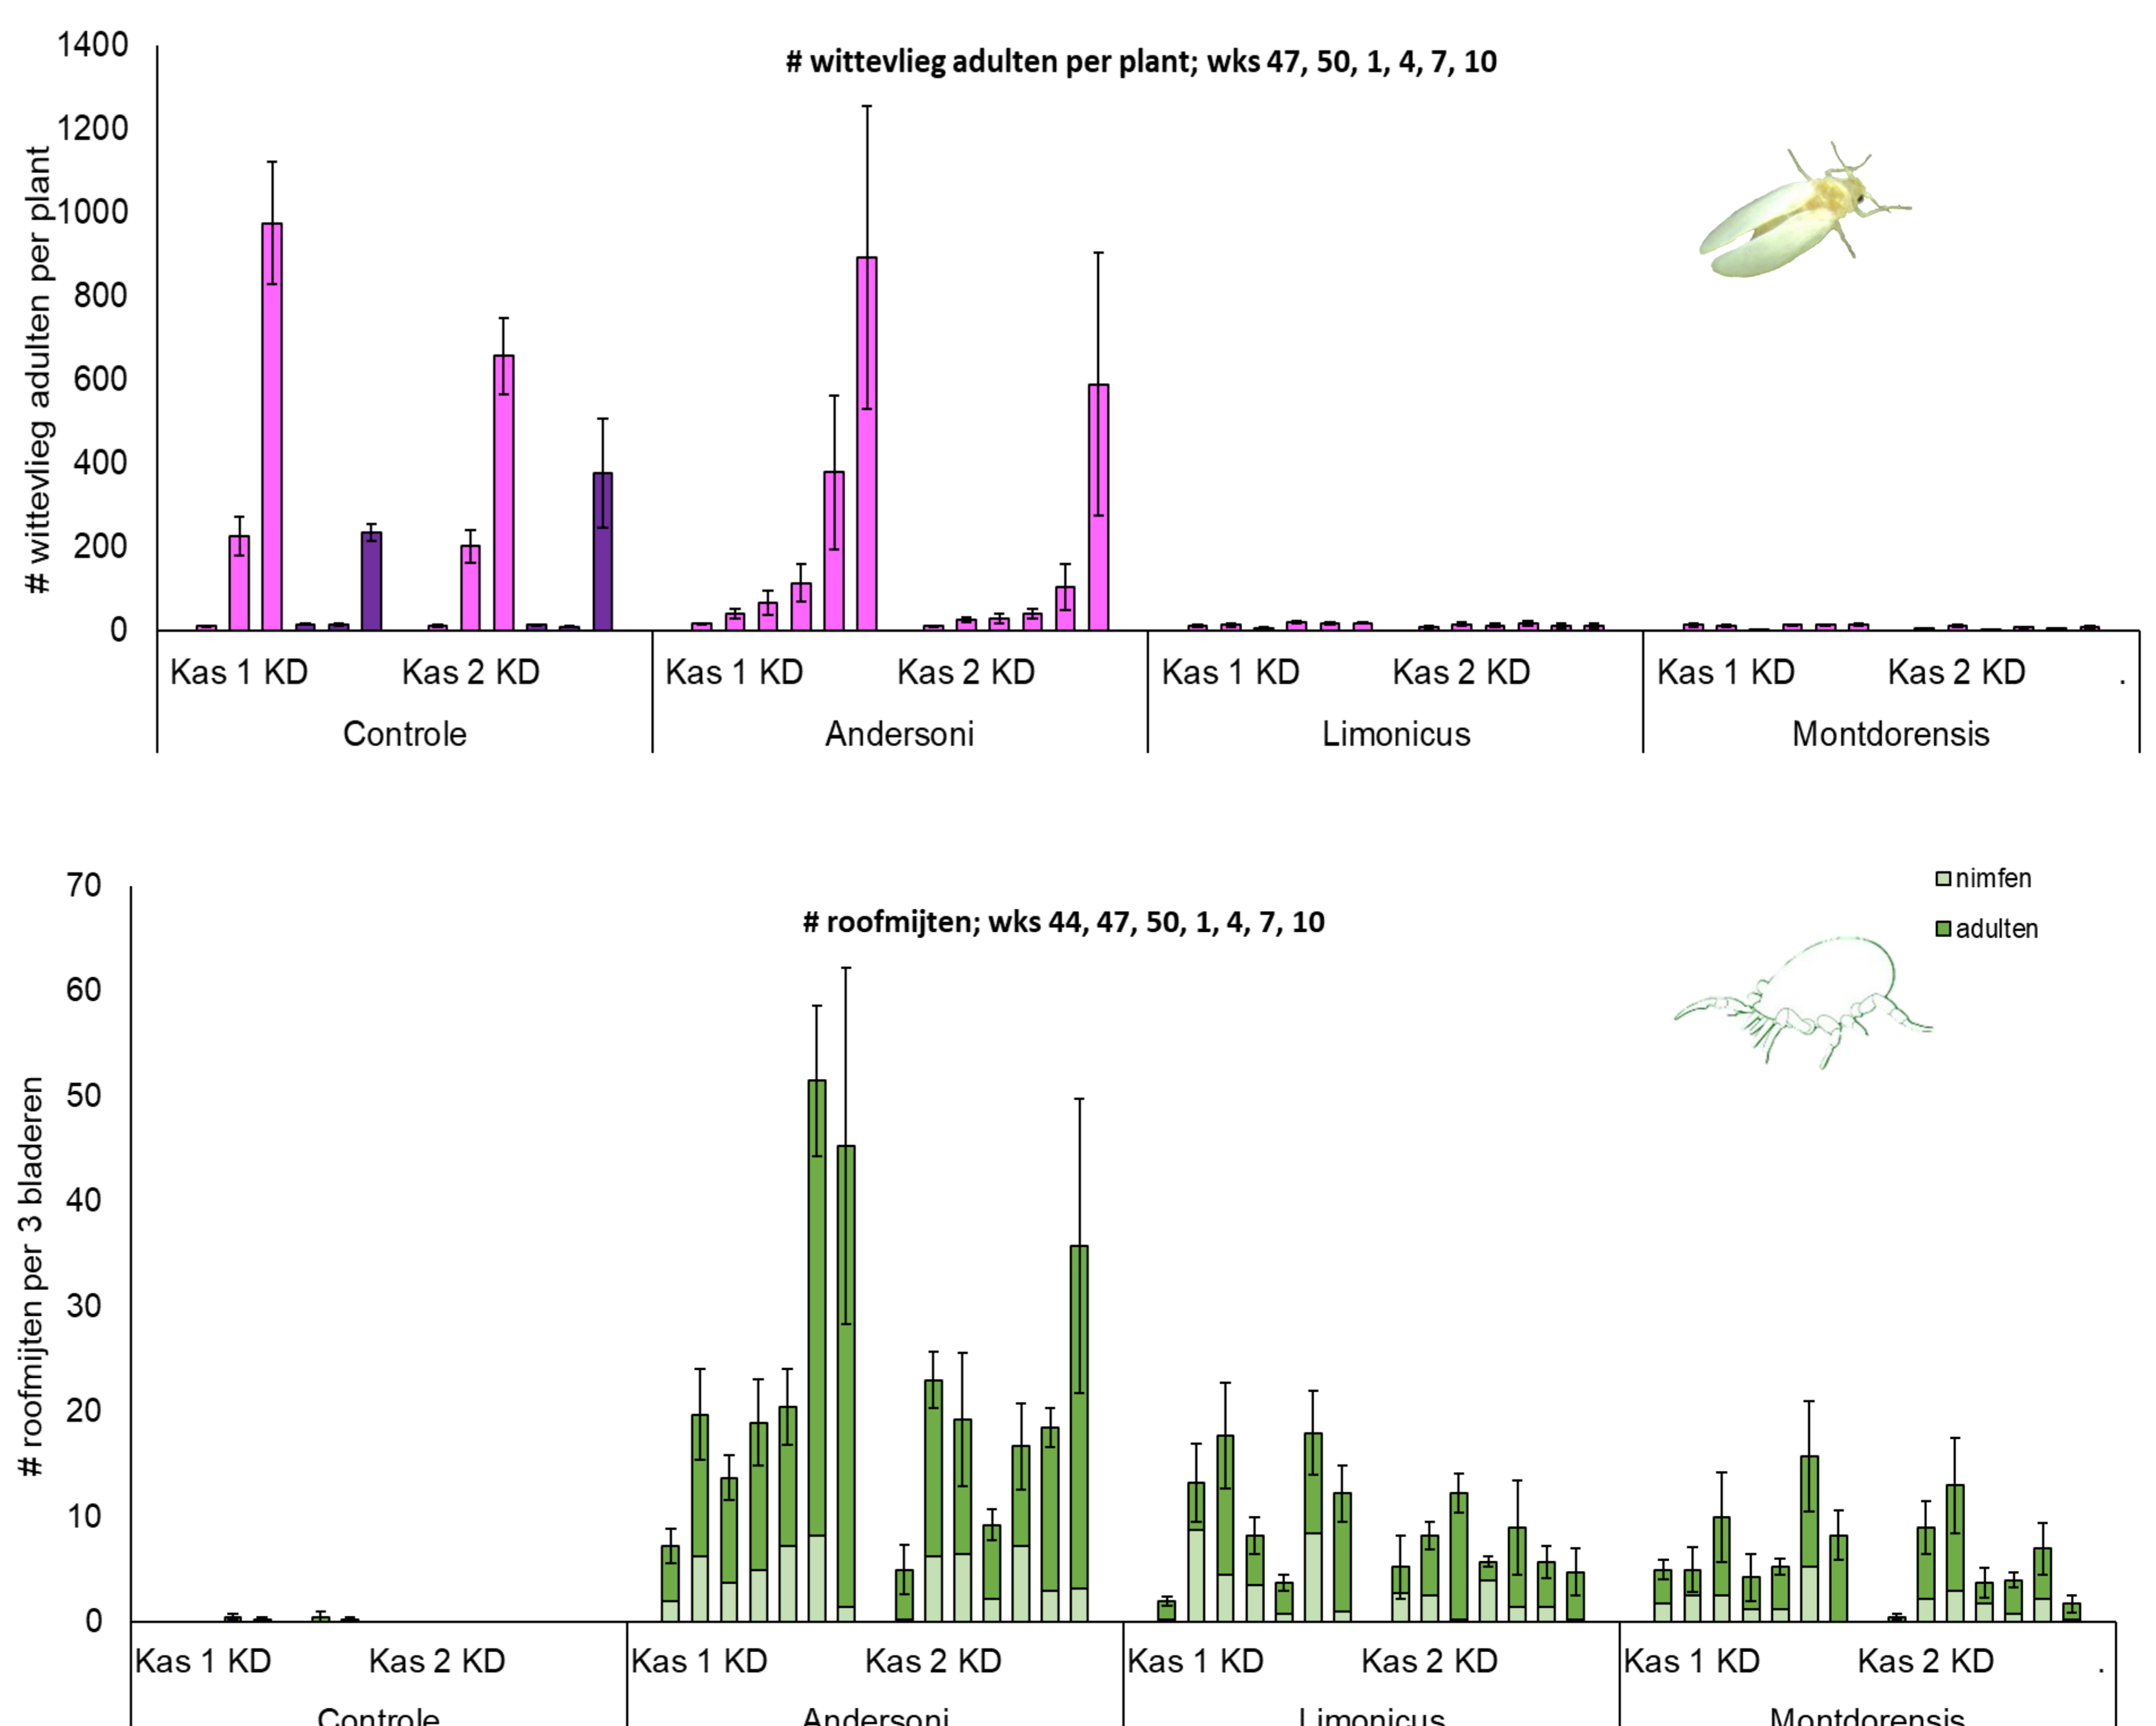 # wittevlieg adulten per plant; wks 47, 50, 1, 4, 7, 10
# wittevlieg adulten per plant
1400
1200
1000
800
600
400
200
0
Kas 1 KD Kas 2 KD Kas 1 KD Kas 2 KD Kas 1 KD Kas 2 KD Kas 1 KD Kas 2 KD .
Controle Andersoni Limonicus Montdorensis
# roofmijten; wks 44, 47, 50, 1, 4, 7, 10
nimfen
adulten
# roofmijten per 3 bladeren
70
60
50
40
30
20
10
0
Kas 1 KD Kas 2 KD Kas 1 KD Kas 2 KD Kas 1 KD Kas 2 KD Kas 1 KD Kas 2 KD .
Controle Andersoni Limonicus Montdorensis